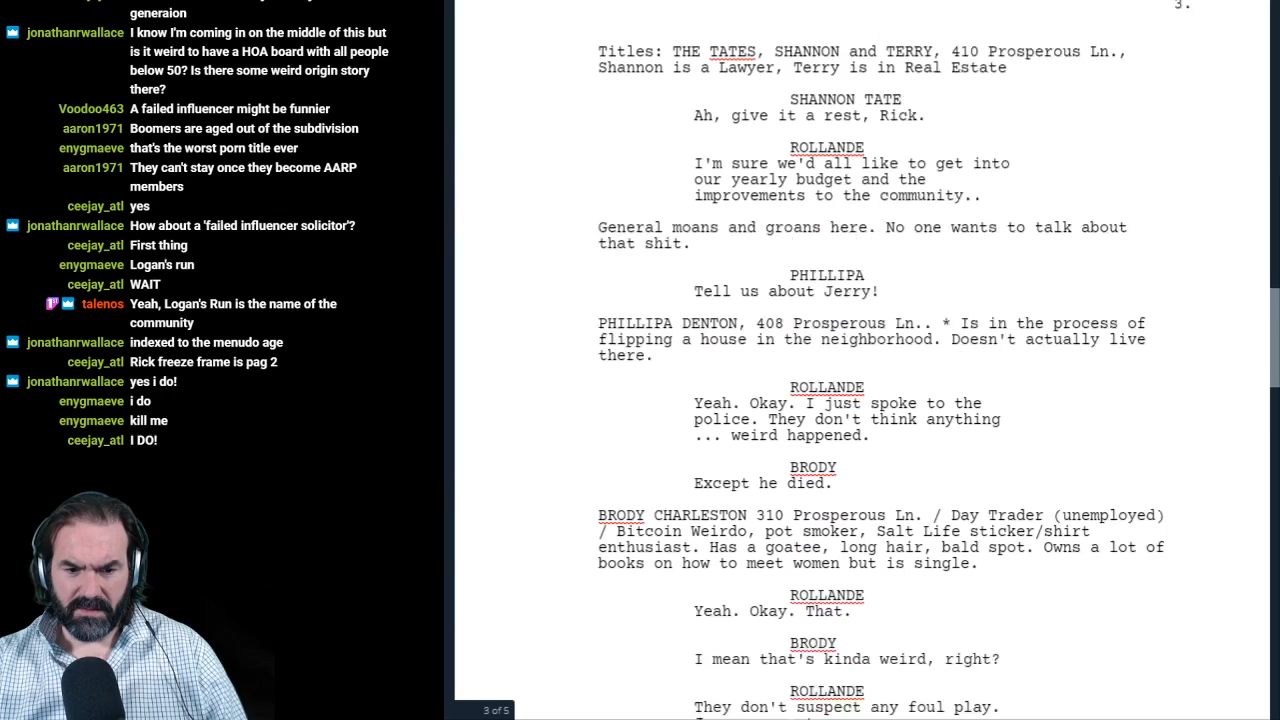 generaion
jonathanrwallace I know I'm coming in on the middle of this but
is it weird to have a HOA board with all people
below 50? Is there some weird origin story
there?
Voodoo463 A failed influencer might be funnier
aaron1971 Boomers are aged out of the subdivision
enygmaeve that's the worst porn title ever
aaron1971 They can't stay once they become AARP
members
ceejay_atl yes
jonathanrwallace How about a 'failed influencer solicitor'?
ceejay_atl First thing
enygmaeve Logan's run
ceejay_atl WAIT
talenos Yeah, Logan's Run is the name of the
community
jonathanrwallace indexed to the menudo age
ceejay_atl Rick freeze frame is pag 2
jonathanrwallace yes i do!
enygmaeve i do
enygmaeve kill me
ceejay_atl I DO!
3.
Titles: THE TATES, SHANNON and TERRY, 410 Prosperous Ln.,
Shannon is a Lawyer, Terry is in Real Estate
SHANNON TATE
Ah, give it a rest, Rick.
ROLLANDE
I'm sure we'd all like to get into
our yearly budget and the
improvements to the community..
General moans and groans here. No one wants to talk about
that shit.
PHILLIPA
Tell us about Jerry!
PHILLIPA DENTON, 408 Prosperous Ln.. * Is in the process of
flipping a house in the neighborhood. Doesn't actually live
there.
ROLLANDE
Yeah. Okay. I just spoke to the
police. They don't think anything
... weird happened.
BRODY
Except he died.
BRODY CHARLESTON 310 Prosperous Ln. / Day Trader (unemployed)
/ Bitcoin Weirdo, pot smoker, Salt Life sticker/shirt
enthusiast. Has a goatee, long hair, bald spot. Owns a lot of
books on how to meet women but is single.
ROLLANDE
Yeah. Okay. That.
BRODY
I mean that's kinda weird, right?
ROLLANDE
They don't suspect any foul play.
3 of 5